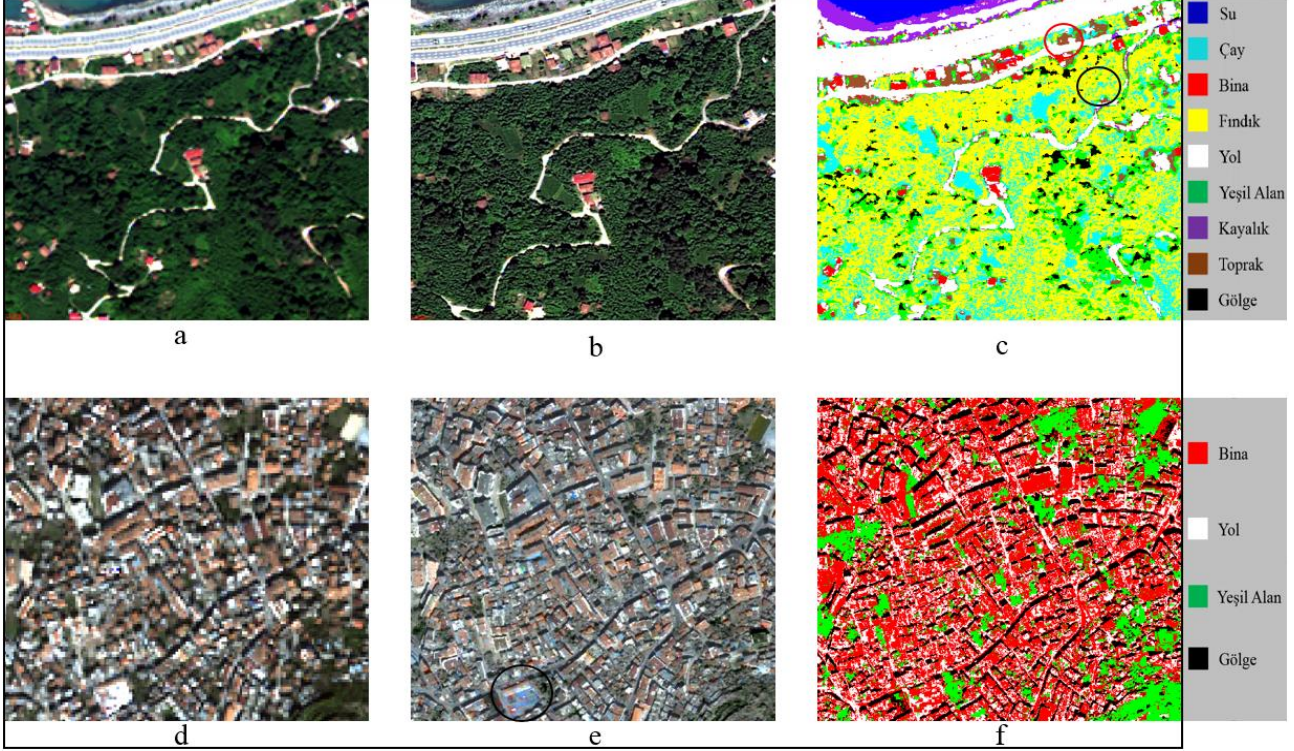 Su
Çay
Bina
Fındık
Yol
Yeşil Alan
Kayalık
Toprak
Gölge
a
b
c
Bina
Yol
Yeşil Alan
Gölge
d
e
f